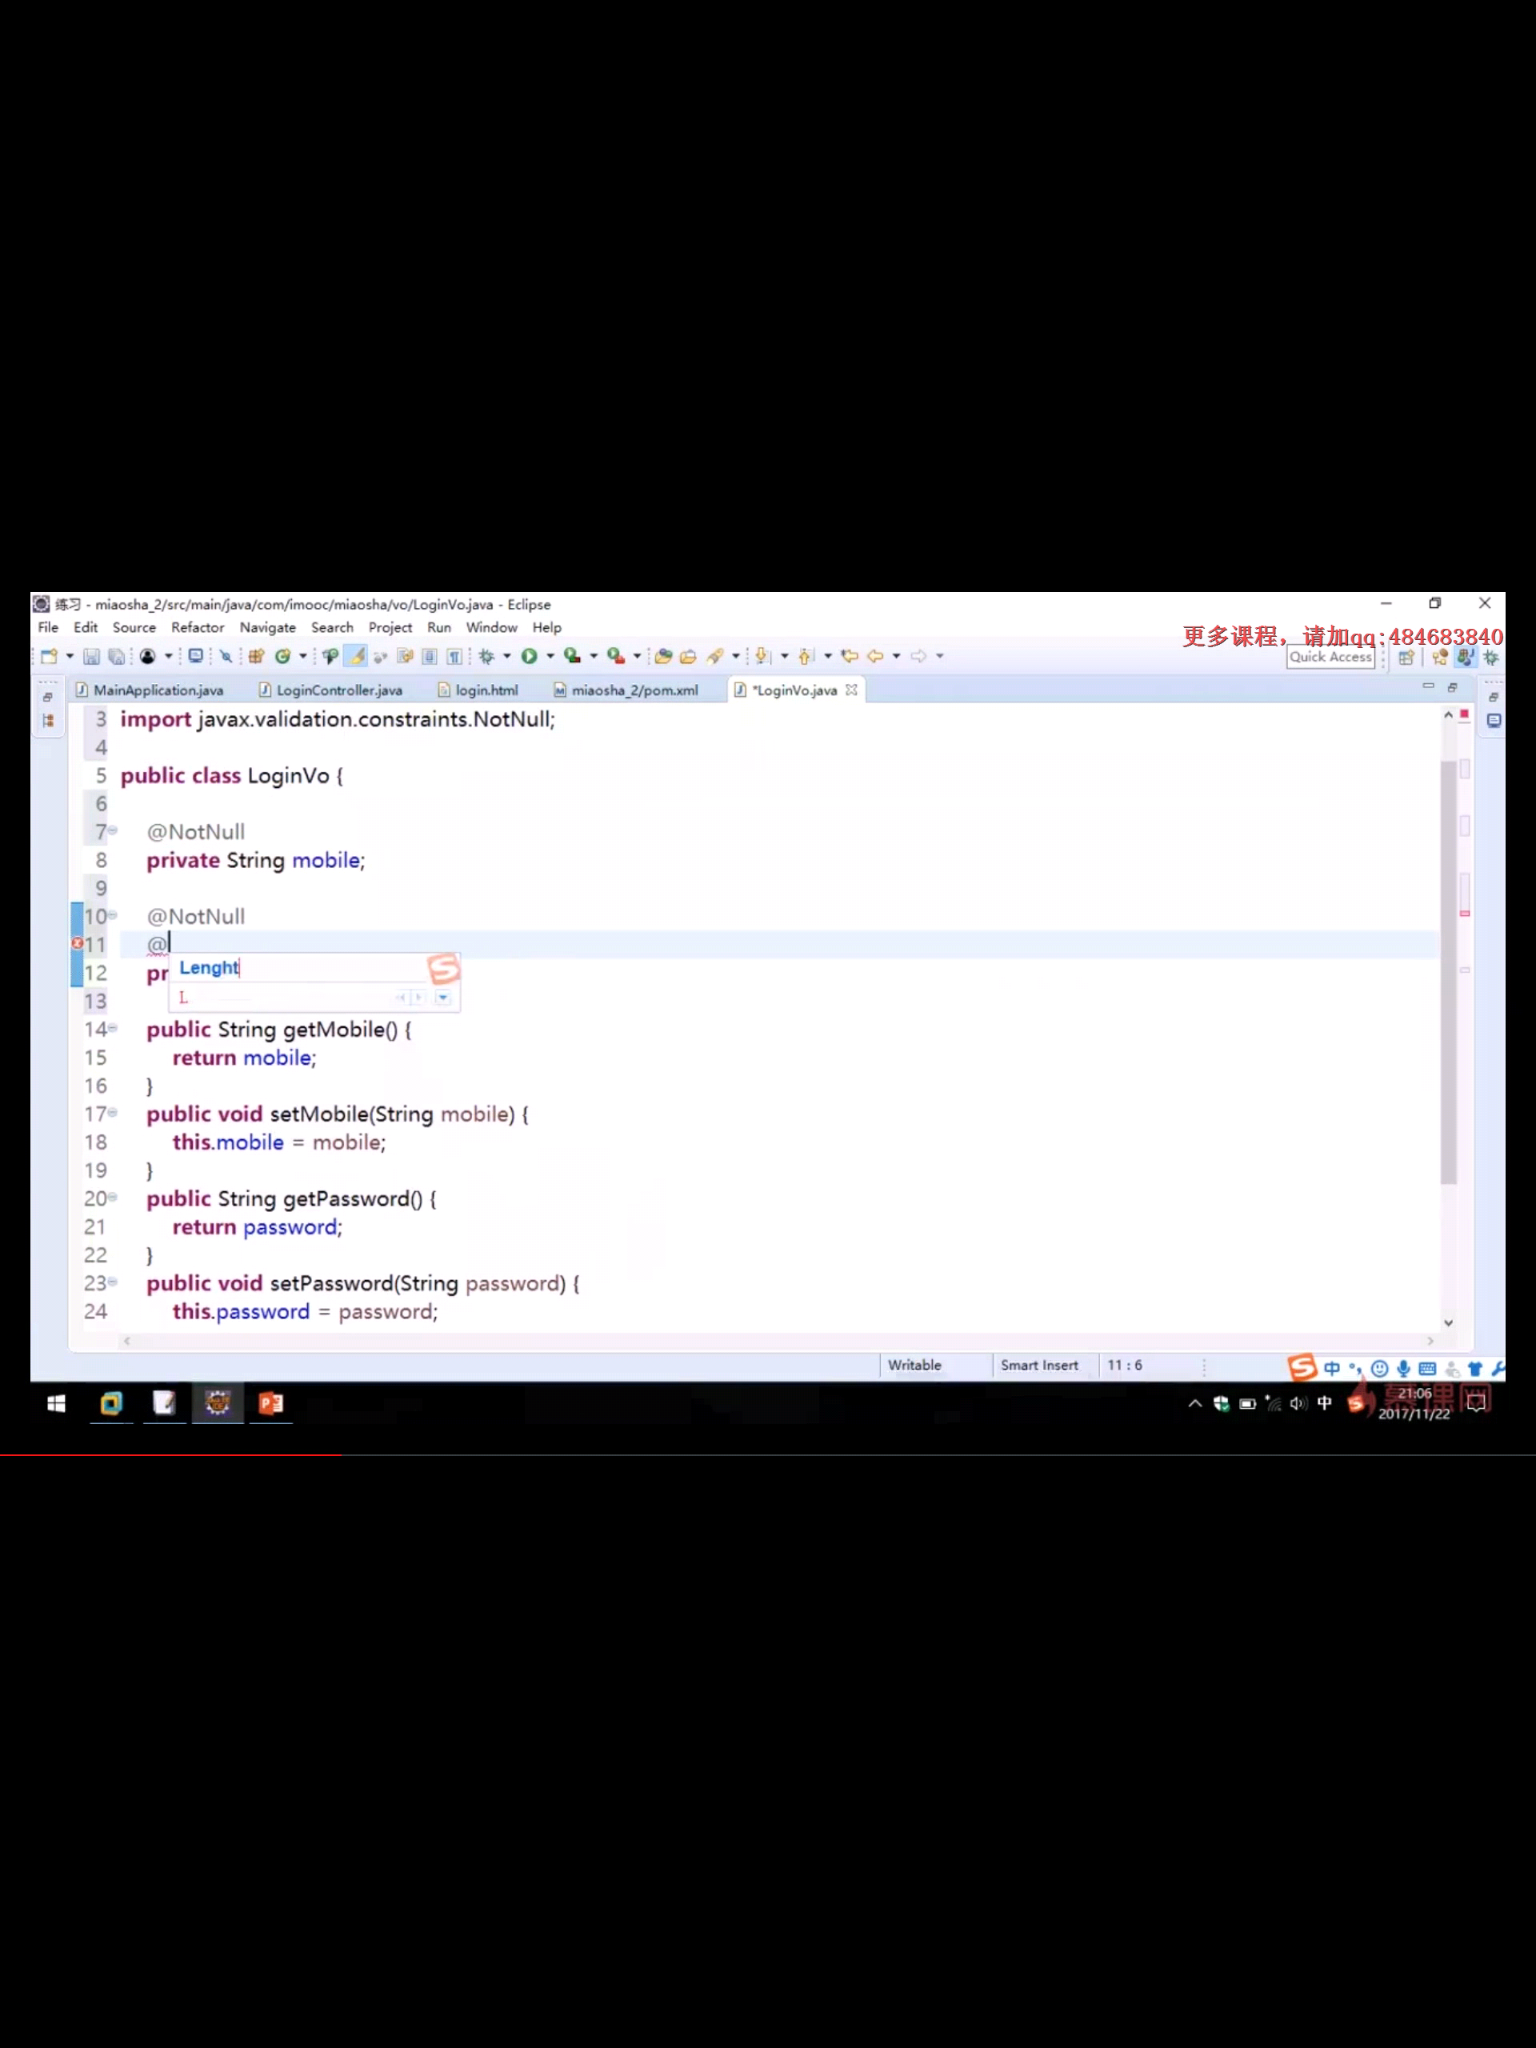 练习 - miaosha_2/src/main/java/com/imooc/miaosha/vo/LoginVo.java - Eclipse
File Edit Source Refactor Navigate Search Project Run Window Help
更多课程，请加qq:484683840
Quick Access
MainApplication.java LoginController.java login.html miaosha_2/pom.xml *LoginVo.java
3 import javax.validation.constraints.NotNull;
4
5 public class LoginVo {
6
7 @NotNull
8 private String mobile;
9
10 @NotNull
11 @
Lenght
12 pr
L
13
14 public String getMobile() {
15 return mobile;
16 }
17 public void setMobile(String mobile) {
18 this.mobile = mobile;
19 }
20 public String getPassword() {
21 return password;
22 }
23 public void setPassword(String password) {
24 this.password = password;
Writable Smart Insert 11 : 6
中
中
21:06
慕课网
2017/11/22